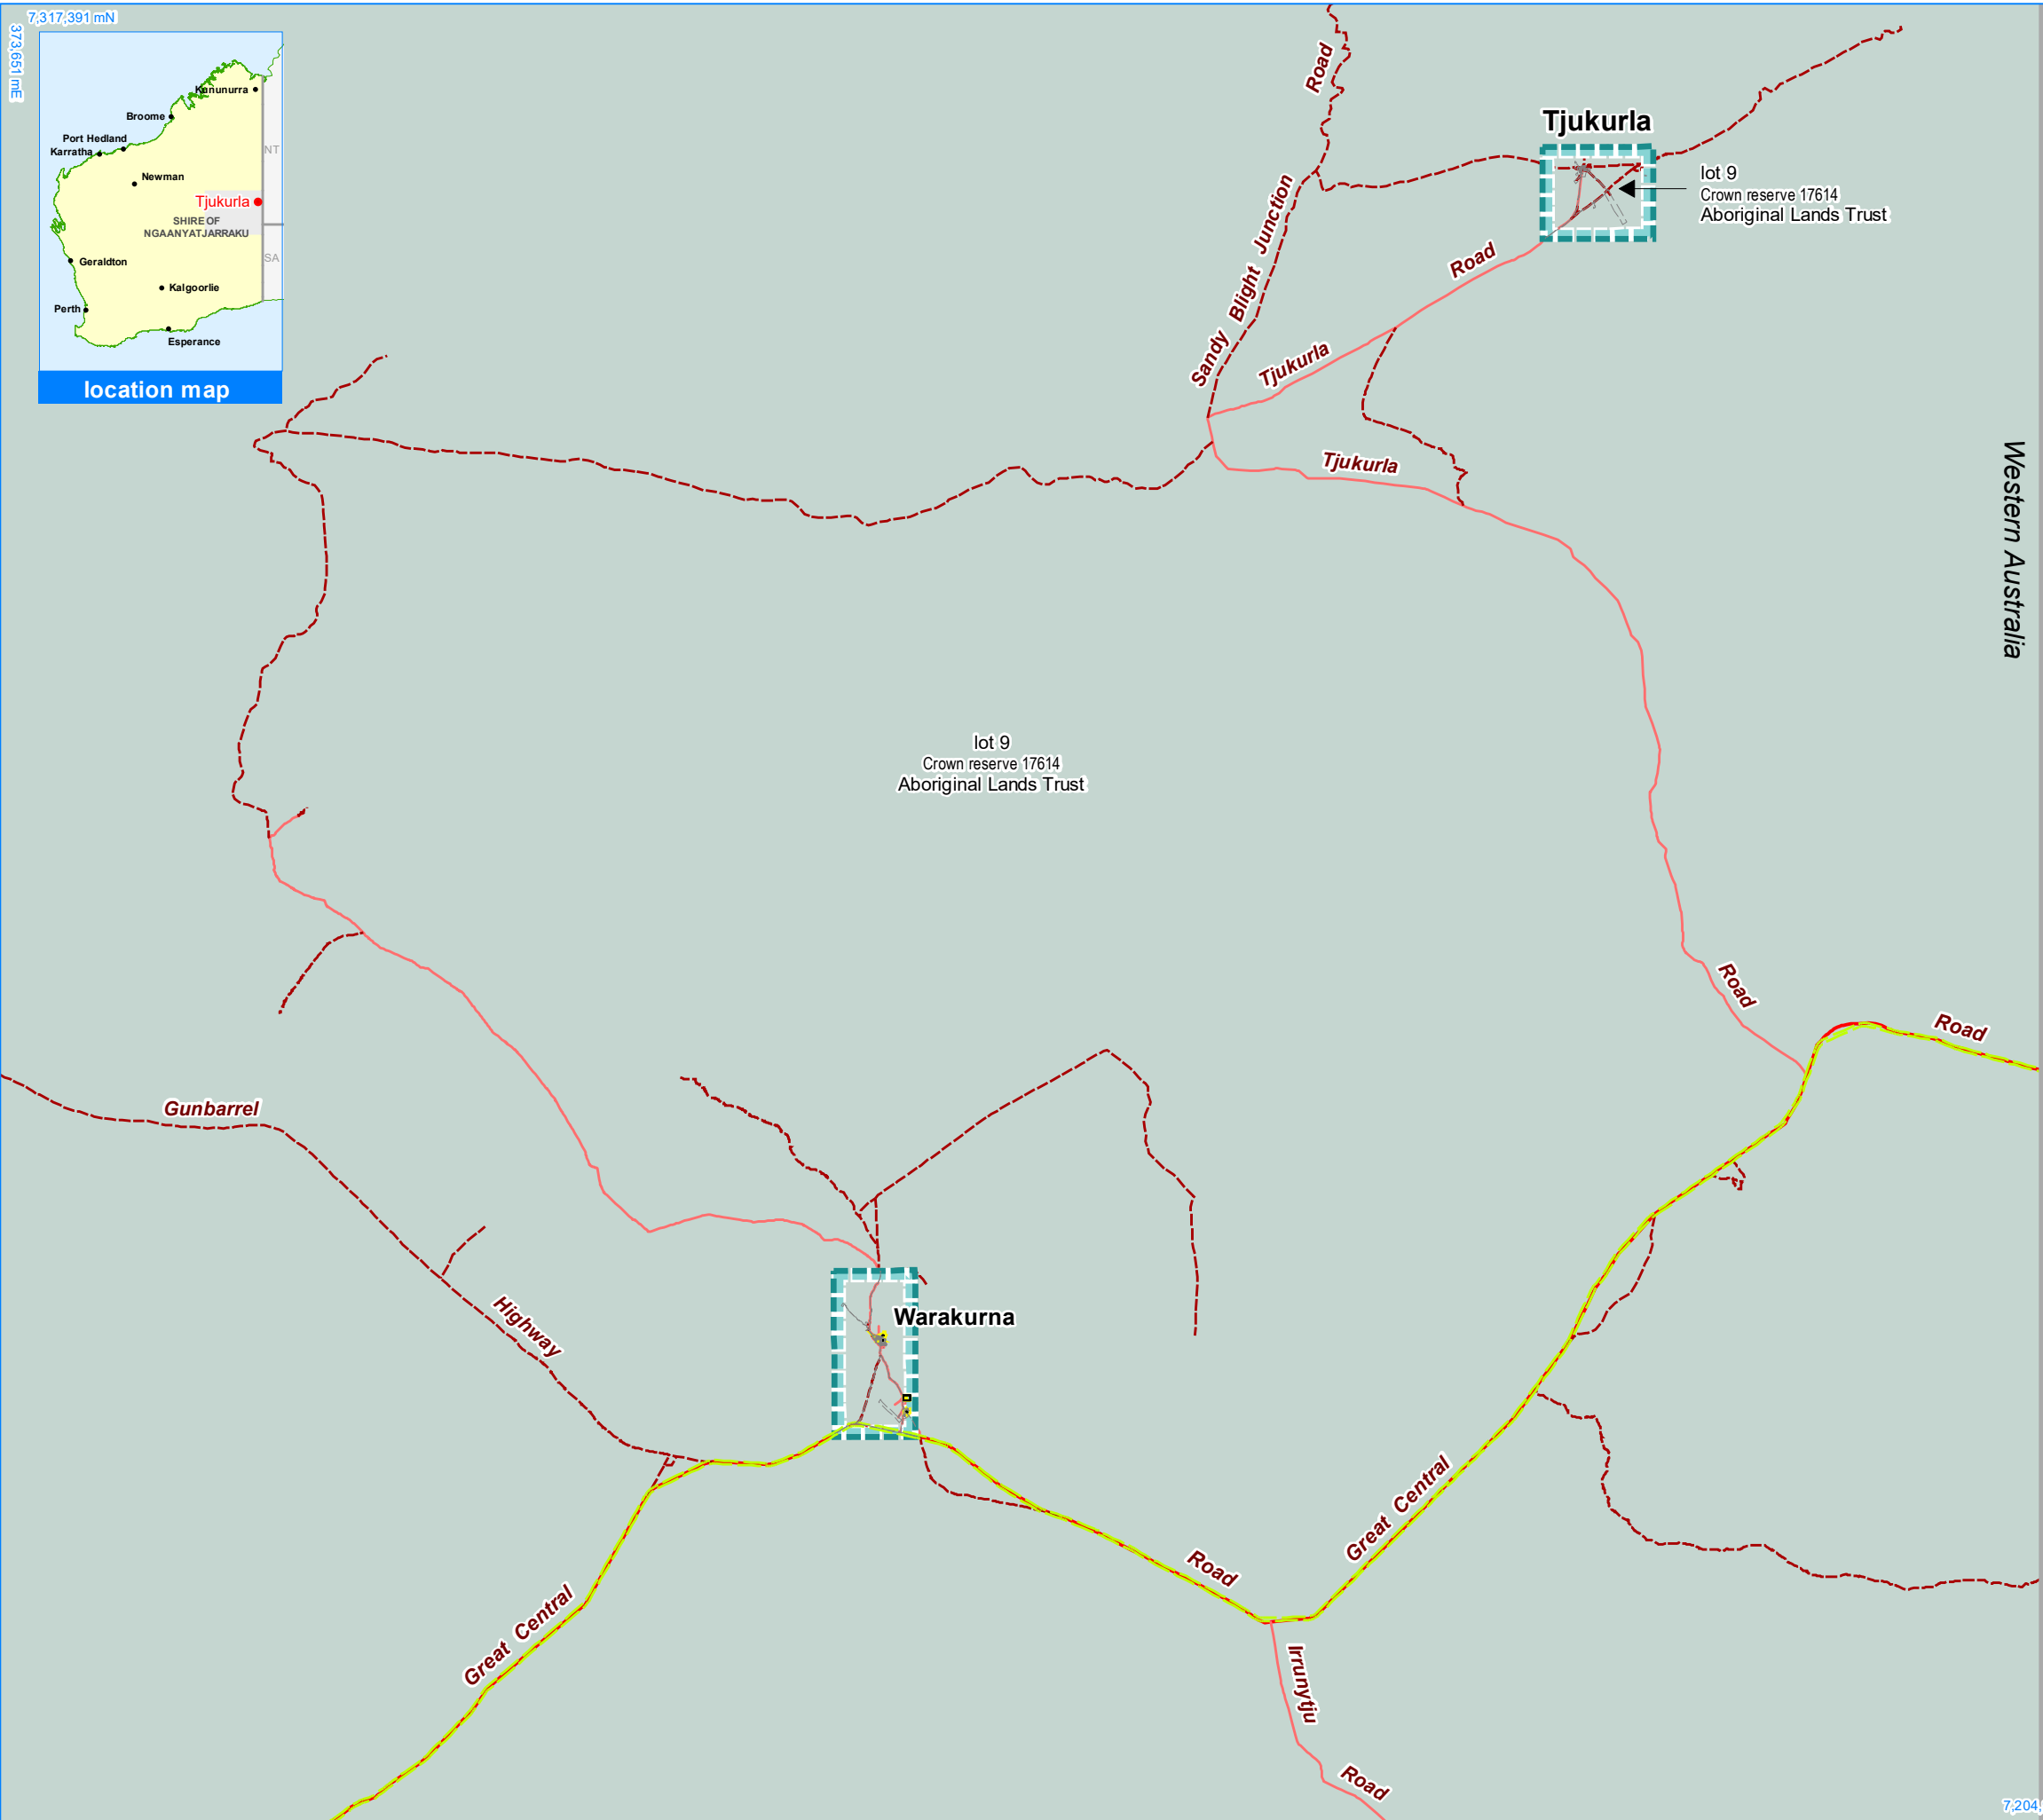 7,317,391 mN
373,651 mE
Kununurra
Broome
Port Hedland
Karratha
NT
Newman
Tjukurla
SHIRE OF
NGAANYATJARRAKU
SA
Geraldton
Kalgoorlie
Perth
Esperance
location map
Road
Tjukurla
lot 9
Crown reserve 17614
Aboriginal Lands Trust
Sandy Blight Junction
Road
Tjukurla
Tjukurla
Western Australia
lot 9
Crown reserve 17614
Aboriginal Lands Trust
Road
Road
Gunbarrel
Highway
Warakurna
Great Central
Road
Great Central
Irrunytju
Road
7,204